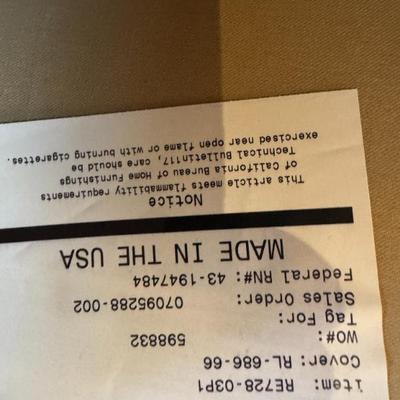 item: RE728-03P1
Cover: RL-686-66
WO#: 598832
Tag For:
Sales Order: 07095288-002
Federal RN#: 43-1947484
MADE IN THE USA
Notice
This article meets flammability requirements
of California Bureau of Home Furnishings
Technical Bulletin117, care should be
exercised near open flame or with burning cigarettes.